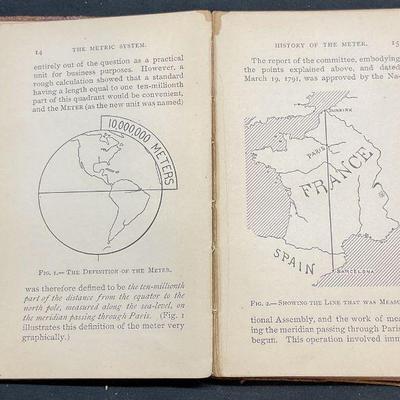 14 THE METRIC SYSTEM.
entirely out of the question as a practical
unit for business purposes. However, a
rough calculation showed that a standard
having a length equal to one ten-millionth
part of this quadrant would be convenient,
and the METER (as the new unit was named)
10,000,000 METERS
FIG. 1.—THE DEFINITION OF THE METER.
was therefore defined to be the ten-millionth
part of the distance from the equator to the
north pole, measured along the sea-level, on
the meridian passing through Paris. (Fig. 1
illustrates this definition of the meter very
graphically.)
HISTORY OF THE METER. 15
The report of the committee, embodying
the points explained above, and dated
March 19, 1791, was approved by the Na-
DUNKIRK
PARIS
FRANCE
SPAIN
BARCELONA
FIG. 2.—SHOWING THE LINE THAT WAS MEASU
tional Assembly, and the work of meas
ing the meridian passing through Paris
begun. This operation involved imm